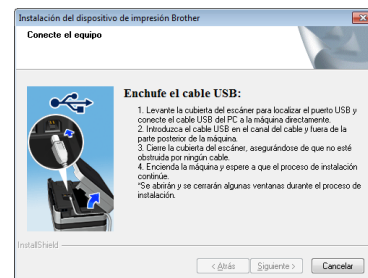 Instalación del dispositivo de impresión Brother
Conecte el equipo
Enchufe el cable USB:
1. Levante la cubierta del escáner para localizar el puerto USB y
conecte el cable USB del PC a la máquina directamente.
2. Introduzca el cable USB en el canal del cable y fuera de la
parte posterior de la máquina.
3. Cierre la cubierta del escáner, asegurándose de que no esté
obstruida por ningún cable.
4. Encienda la máquina y espere a que el proceso de instalación
continúe.
*Se abrirán y se cerrarán algunas ventanas durante el proceso de
instalación.
InstallShield
< Atrás
Siguiente >
Cancelar